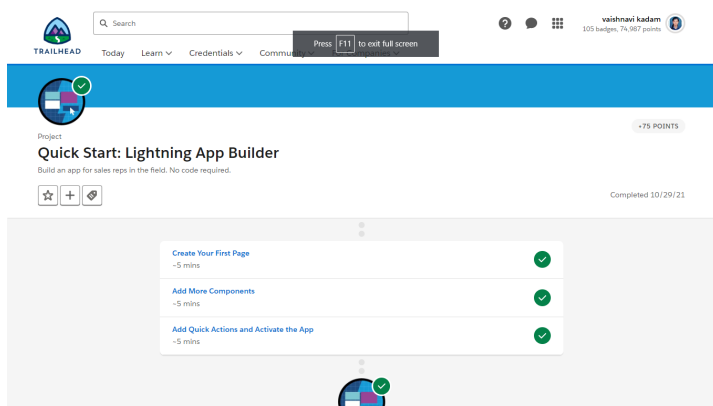 Search
vaishnavi kadam
105 badges, 74,967 points
Press F11 to exit full screen
TRAILHEAD
Today Learn Credentials Community For Companies
Project
+75 POINTS
Quick Start: Lightning App Builder
Build an app for sales reps in the field. No code required.
Completed 10/29/21
Create Your First Page
~5 mins
Add More Components
~5 mins
Add Quick Actions and Activate the App
~5 mins